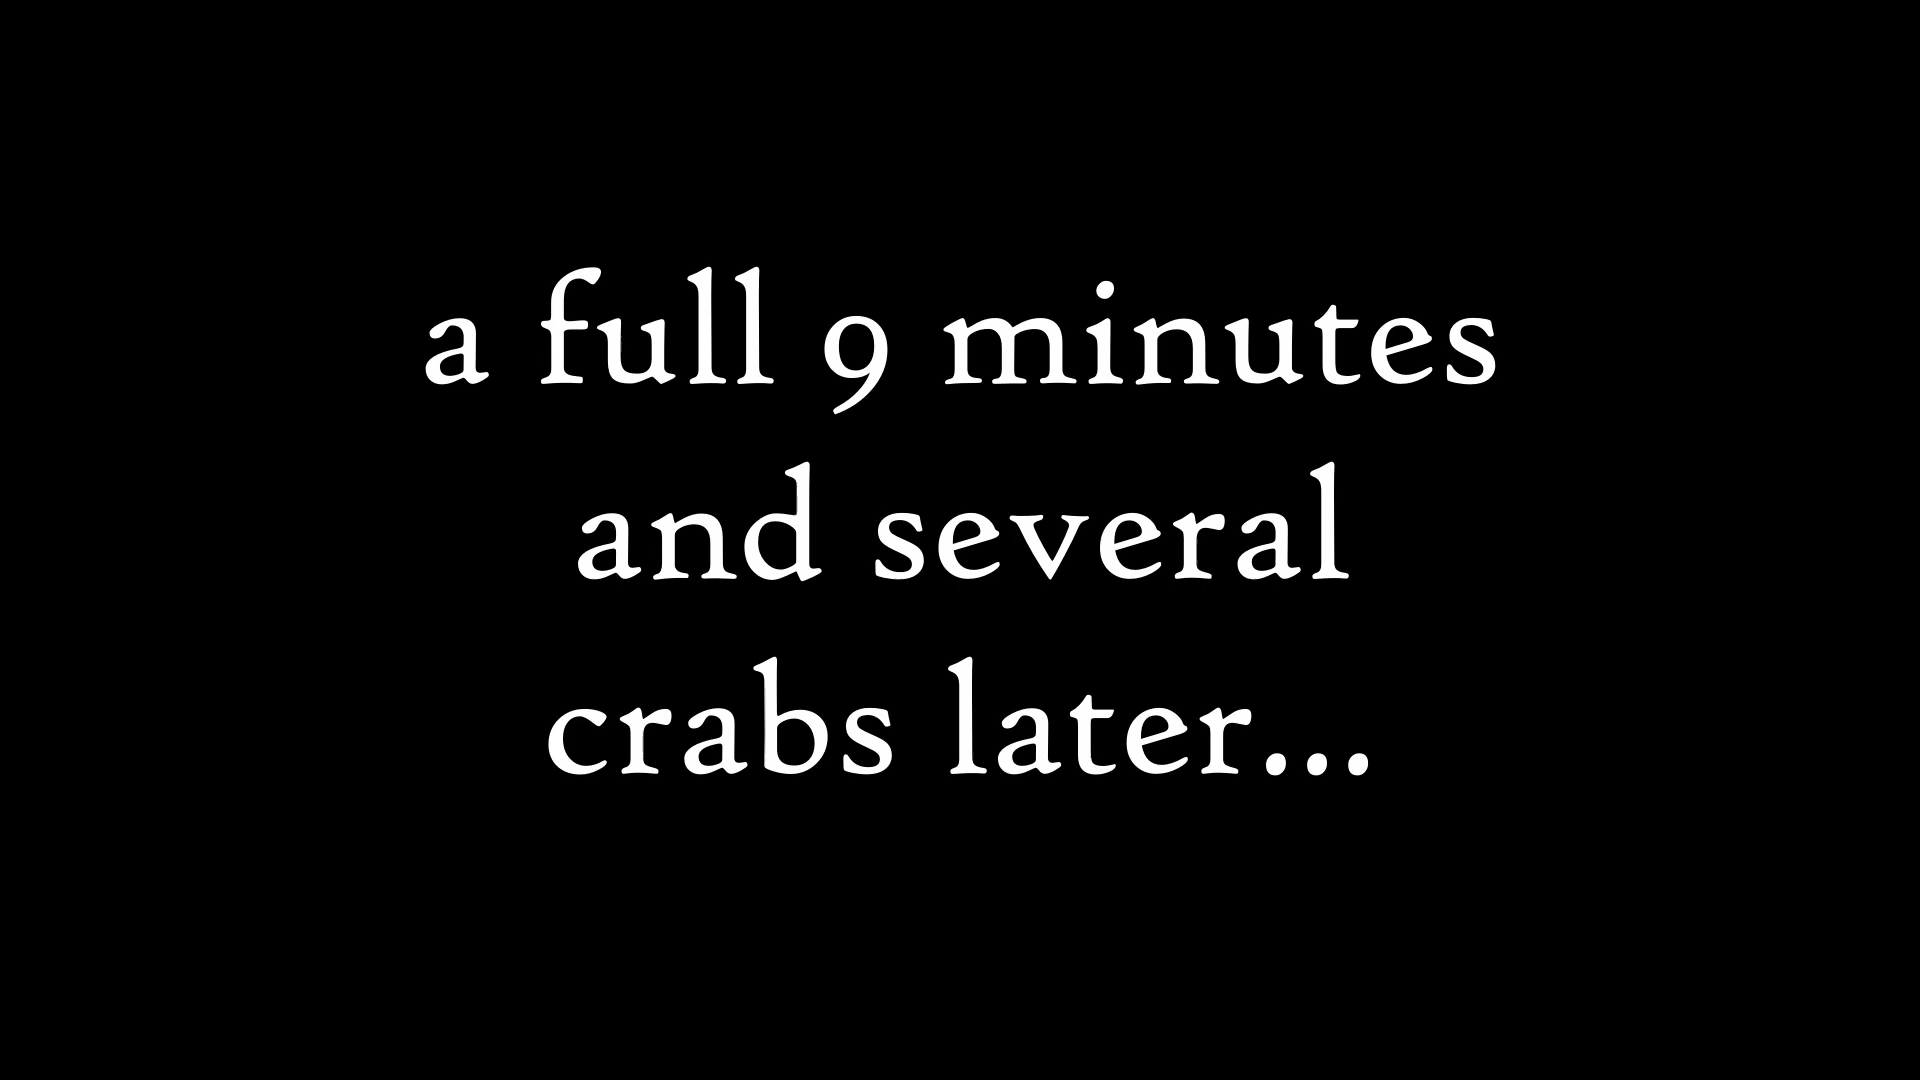 a full 9 minutes
and several
crabs later...